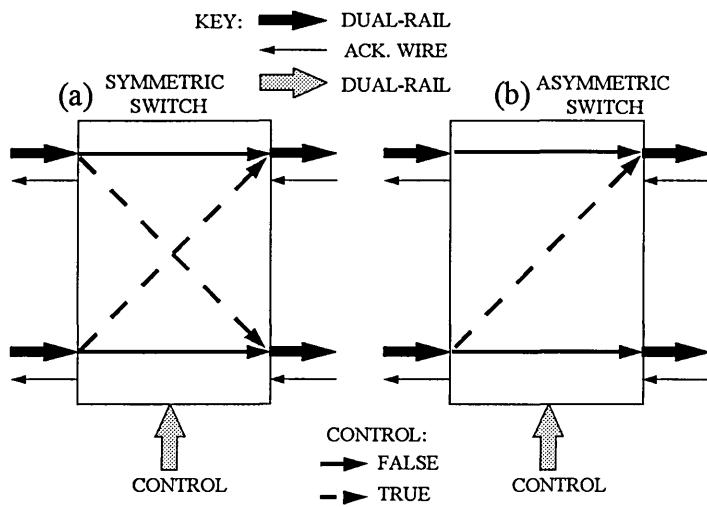 KEY: DUAL-RAIL
ACK. WIRE
DUAL-RAIL
(a) SYMMETRIC
SWITCH
(b) ASYMMETRIC
SWITCH
CONTROL:
FALSE
TRUE
CONTROL
CONTROL